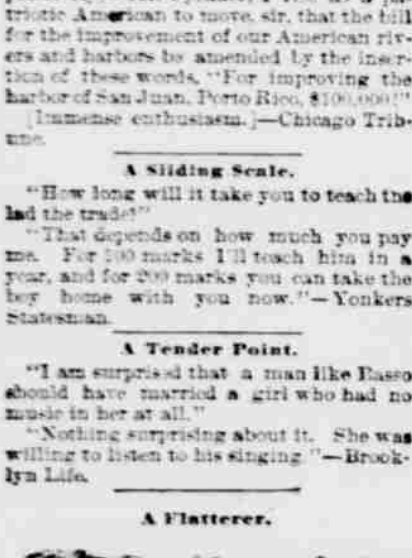 triotic American to move, sir, that the bill
for the improvement of our American riv-
ers and harbors be amended by the inser-
tion of these words, "For improving the
harbor of San Juan, Porto Rico, $100,000!"
[Immense enthusiasm.]—Chicago Trib-
une.
A Sliding Scale.
"How long will it take you to teach the
lad the trade?"
"That depends on how much you pay
me. For 100 marks I'll teach him in a
year, and for 200 marks you can take the
boy home with you now."—Yonkers
Statesman.
A Tender Point.
"I am surprised that a man like Basso
should have married a girl who had no
music in her at all."
"Nothing surprising about it. She was
willing to listen to his singing."—Brook-
lyn Life.
A Flatterer.